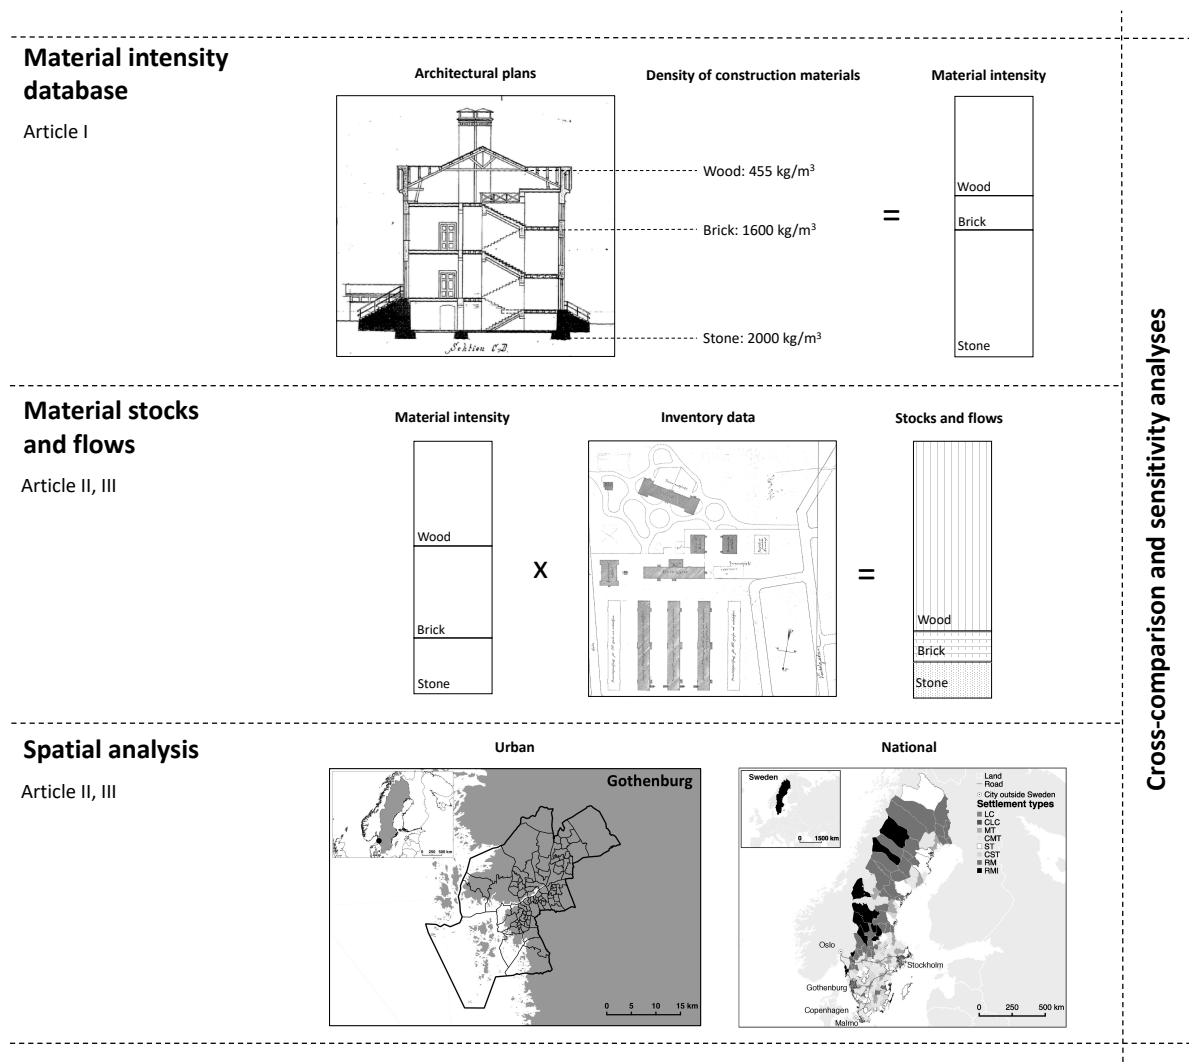 Material intensity
database
Article I
Architectural plans
Density of construction materials
Material intensity
Wood: 455 kg/m³
Brick: 1600 kg/m³
Stone: 2000 kg/m³
Sektion C.D.
=
Wood
Brick
Stone
Material stocks
and flows
Article II, III
Material intensity
Inventory data
Stocks and flows
Wood
Brick
Stone
X
=
Wood
Brick
Stone
Spatial analysis
Article II, III
Urban
National
Gothenburg
0 250 500 km
0 5 10 15 km
Sweden
0 1500 km
Land
Road
City outside Sweden
Settlement types
LC
CLC
MT
CMT
ST
CST
RM
RMI
Oslo
Stockholm
Gothenburg
Copenhagen
Malmo
0 250 500 km
Cross-comparison and sensitivity analyses